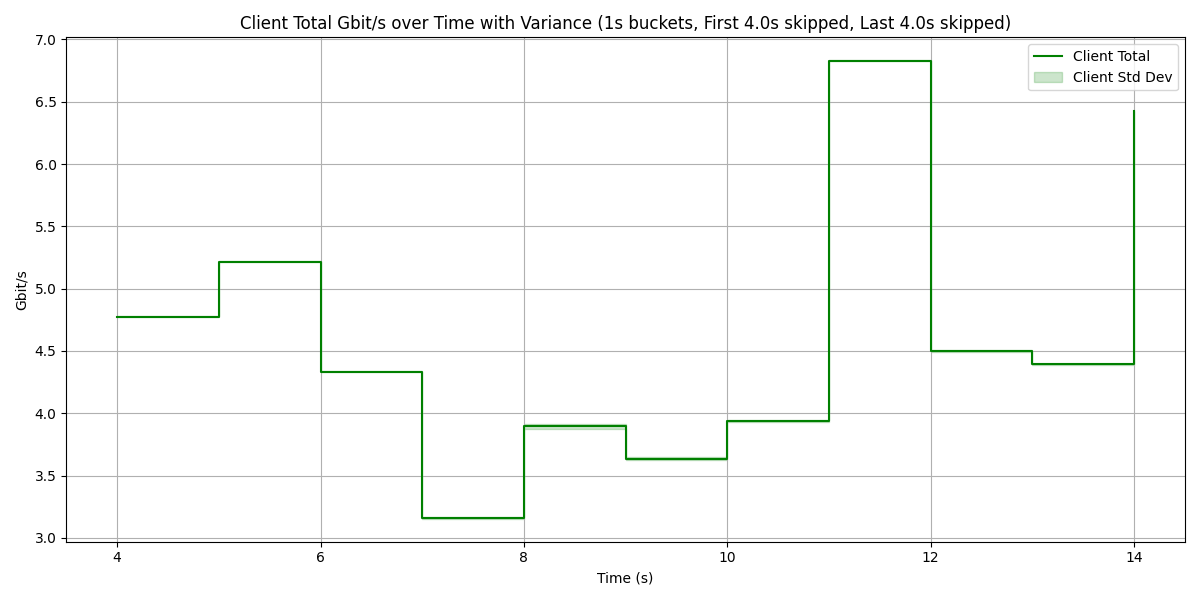 Client Total Gbit/s over Time with Variance (1s buckets, First 4.0s skipped, Last 4.0s skipped)
Client Total
Client Std Dev
7.0
6.5
6.0
5.5
5.0
4.5
4.0
3.5
3.0
Gbit/s
4 6 8 10 12 14
Time (s)